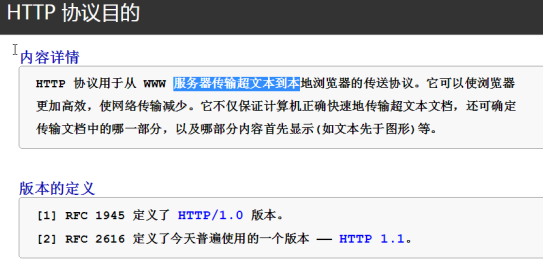 HTTP 协议目的
内容详情
HTTP 协议用于从 WWW 服务器传输超文本到本地浏览器的传送协议。它可以使浏览器
更加高效，使网络传输减少。它不仅保证计算机正确快速地传输超文本文档，还可确定
传输文档中的哪一部分，以及哪部分内容首先显示(如文本先于图形)等。
版本的定义
[1] RFC 1945 定义了 HTTP/1.0 版本。
[2] RFC 2616 定义了今天普遍使用的一个版本 —— HTTP 1.1。